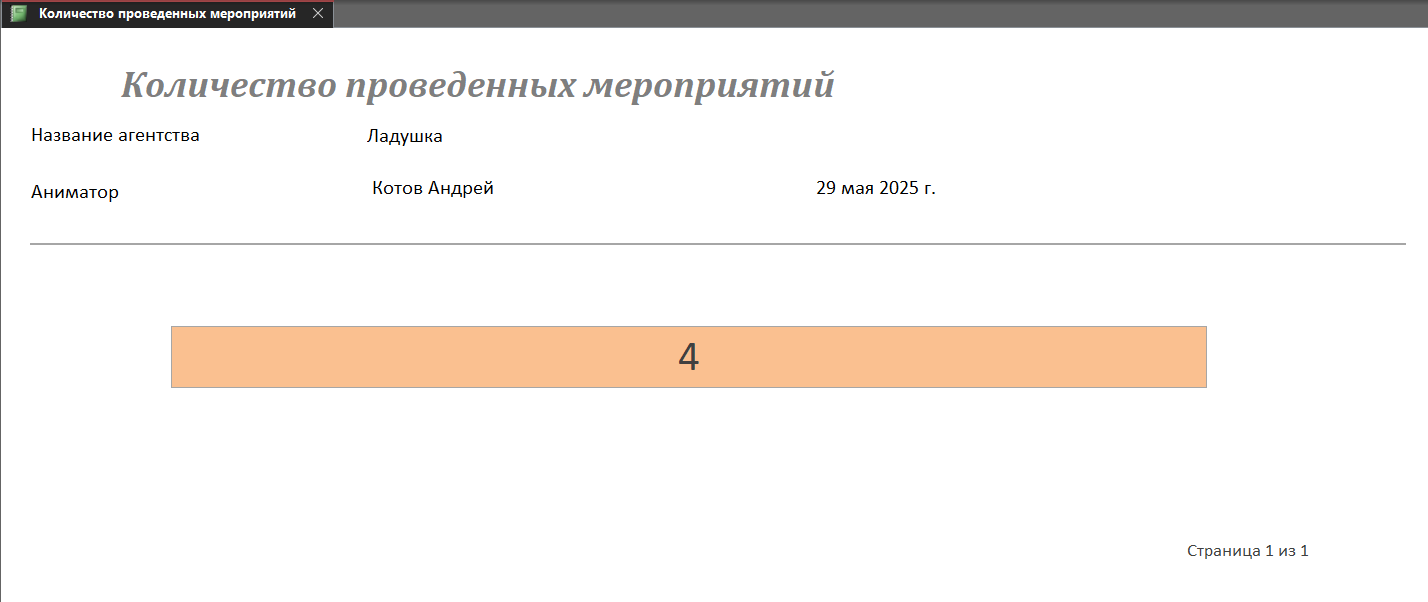 Количество проведенных мероприятий
Количество проведенных мероприятий
Название агентства Ладушка
Аниматор Котов Андрей 29 мая 2025 г.
4
Страница 1 из 1